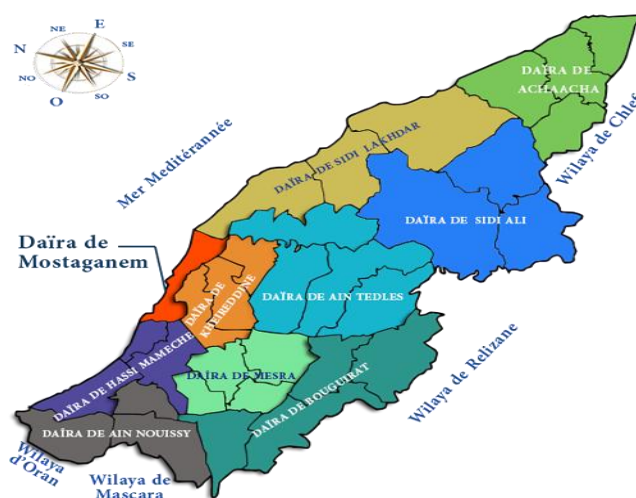 E
NE
SE
N
S
NO
SO
O
DAÏRA DE
ACHAACHA
Wilaya de Chlef
Mer Meditérannée
DAÏRA DE SIDI LAKHDAR
DAÏRA DE SIDI ALI
Daïra de
Mostaganem
DAÏRA DE
KHEIREDDINE
DAÏRA DE AIN TEDLES
DAÏRA DE HASSI MAMECHE
DAÏRA DE MESRA
DAÏRA DE BOUGUIRAT
Wilaya de Relizane
DAÏRA DE AIN NOUISSY
Wilaya
d'Oran
Wilaya de
Mascara